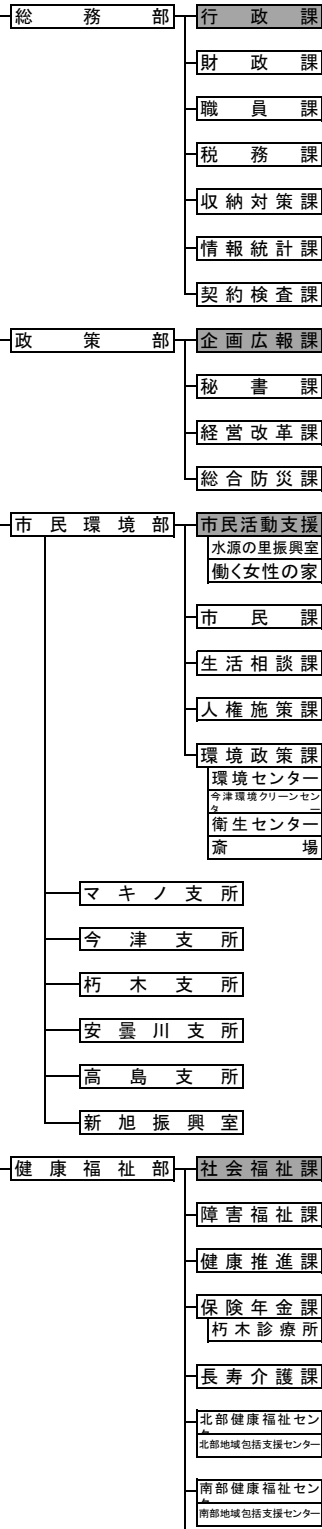 総務部
行政課
財政課
職員課
税務課
収納対策課
情報統計課
契約検査課
政策部
企画広報課
秘書課
経営改革課
総合防災課
市民環境部
市民活動支援
水源の里振興室
働く女性の家
市民課
生活相談課
人権施策課
環境政策課
環境センター
今津環境クリーンセン
ター
衛生センター
斎場
マキノ支所
今津支所
朽木支所
安曇川支所
高島支所
新旭振興室
健康福祉部
社会福祉課
障害福祉課
健康推進課
保険年金課
朽木診療所
長寿介護課
北部健康福祉セン
北部地域包括支援センター
南部健康福祉セン
南部地域包括支援センター